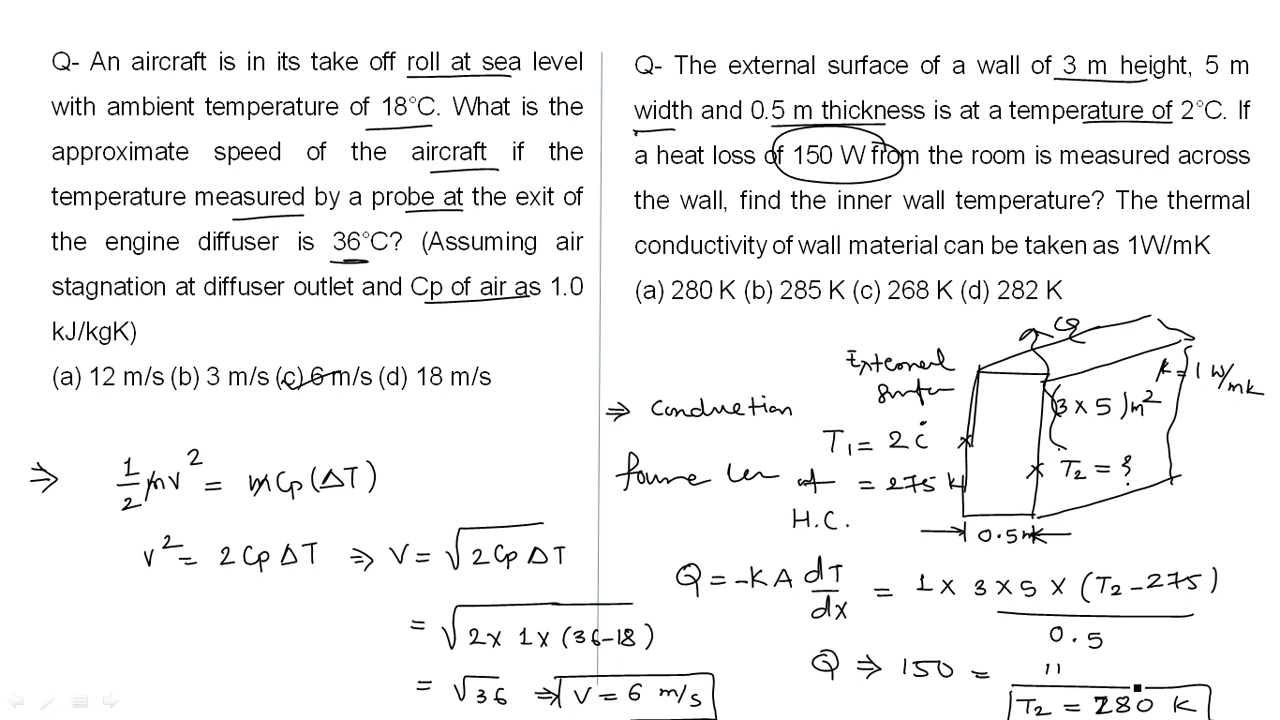 Q- An aircraft is in its take off roll at sea level
with ambient temperature of 18°C. What is the
approximate speed of the aircraft if the
temperature measured by a probe at the exit of
the engine diffuser is 36°C? (Assuming air
stagnation at diffuser outlet and Cp of air as 1.0
kJ/kgK)
(a) 12 m/s (b) 3 m/s (c) 6 m/s (d) 18 m/s
⇒ 1/2 mv² = mCp(ΔT)
v² = 2CpΔT ⇒ V = √2CpΔT
= √2× 1× (36-18)
= √36 ⇒ V = 6 m/s
Q- The external surface of a wall of 3 m height, 5 m
width and 0.5 m thickness is at a temperature of 2°C. If
a heat loss of 150 W from the room is measured across
the wall, find the inner wall temperature? The thermal
conductivity of wall material can be taken as 1W/mK
(a) 280 K (b) 285 K (c) 268 K (d) 282 K
External
⇒ Conduction
T₁ = 2°C
= 275 K
H.C.
Q
K = 1 W/mK
(3 × 5)m²
T₂ = ?
0.5m
Q = -KA dT/dx = 1× 3×5 × (T₂-275)
0.5
Q ⇒ 150 = "
T₂ = 280 K